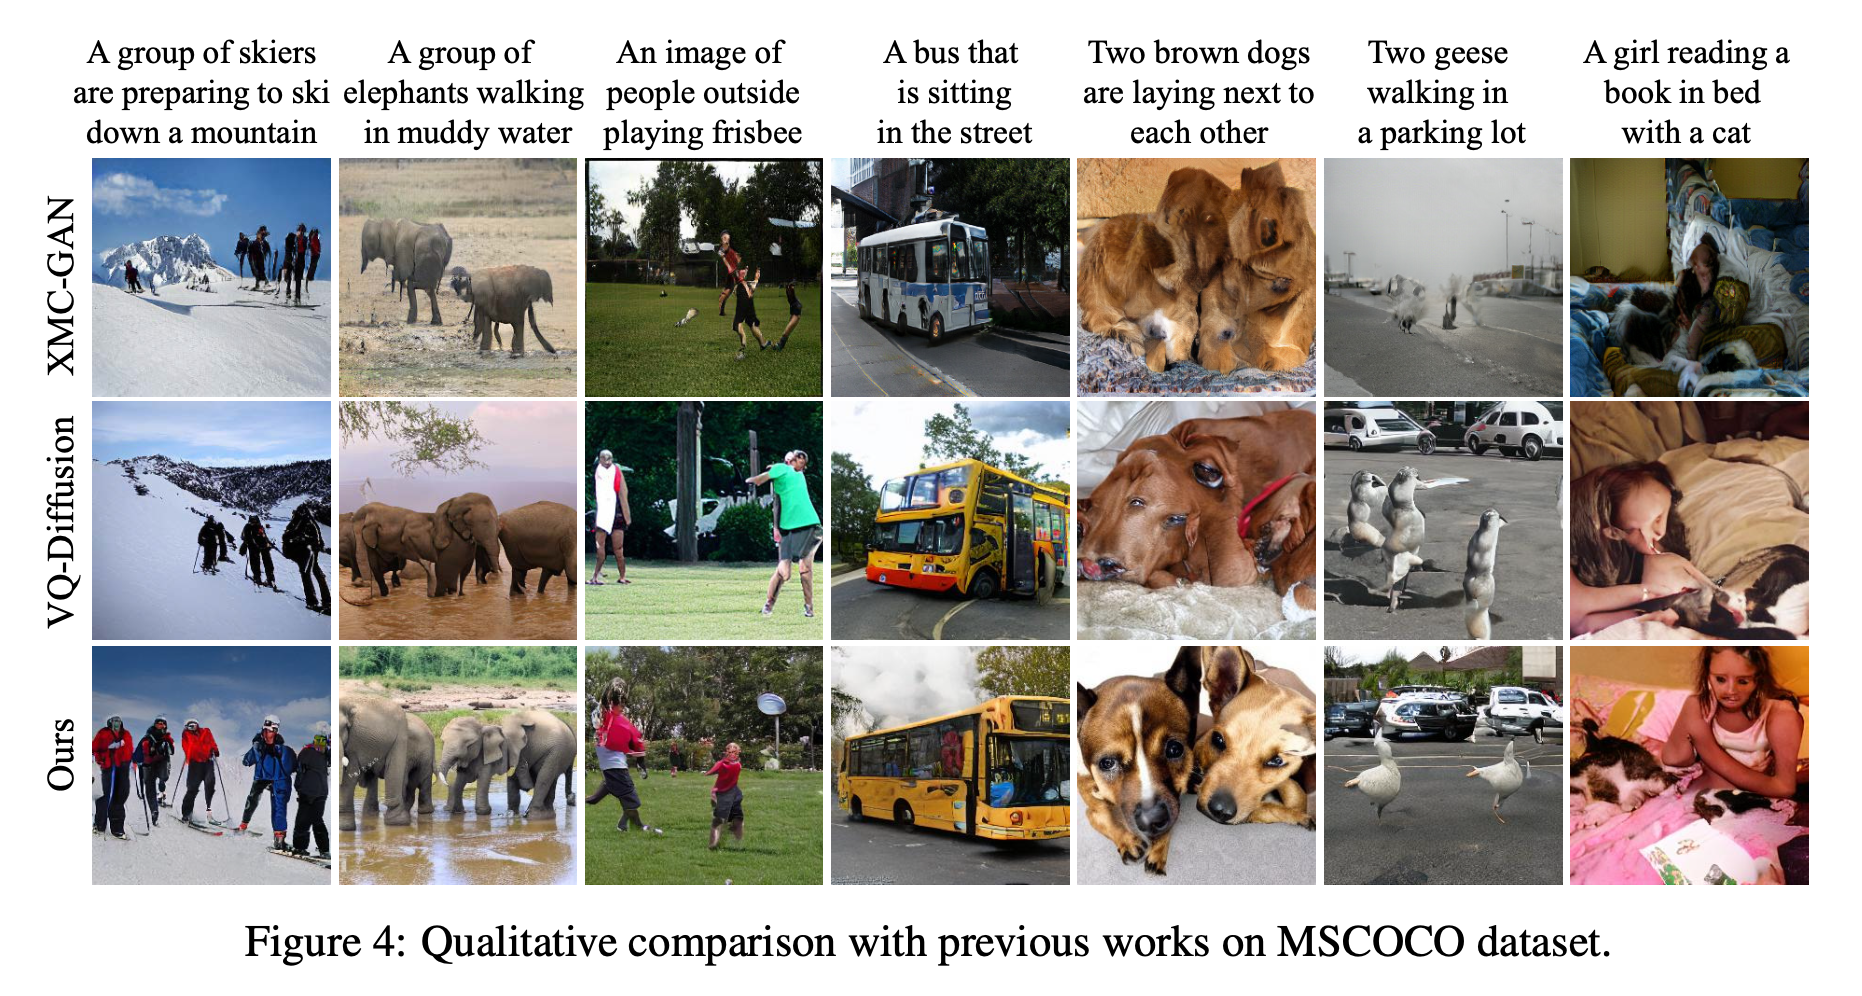 A group of skiers
are preparing to ski
down a mountain
A group of
elephants walking
in muddy water
An image of
people outside
playing frisbee
A bus that
is sitting
in the street
Two brown dogs
are laying next to
each other
Two geese
walking in
a parking lot
A girl reading a
book in bed
with a cat
XMC-GAN
VQ-Diffusion
Ours
Figure 4: Qualitative comparison with previous works on MSCOCO dataset.